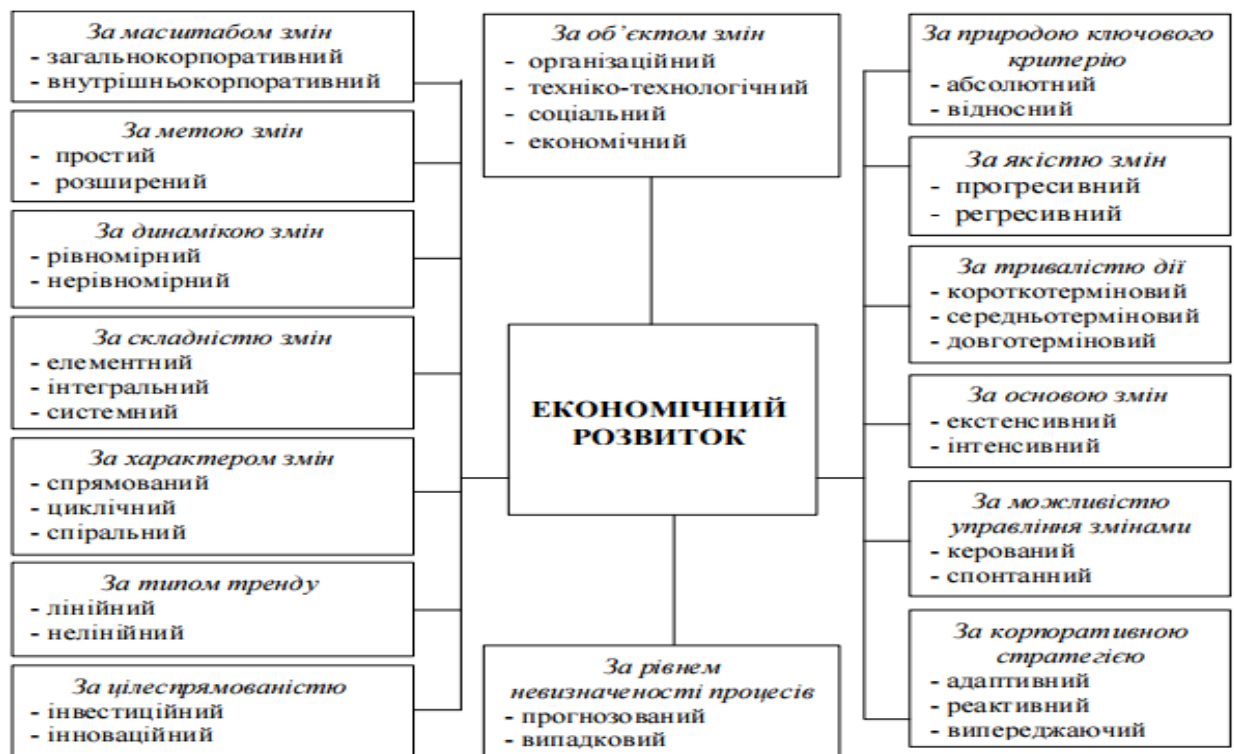 За масштабом змін
- загальнокорпоративний
- внутрішньокорпоративний
За метою змін
- простий
- розширений
За динамікою змін
- рівномірний
- нерівномірний
За складністю змін
- елементний
- інтегральний
- системний
За характером змін
- спрямований
- циклічний
- спіральний
За типом тренду
- лінійний
- нелінійний
За цілеспрямованістю
- інвестиційний
- інноваційний
За об’єктом змін
- організаційний
- техніко-технологічний
- соціальний
- економічний
ЕКОНОМІЧНИЙ
РОЗВИТОК
За рівнем
невизначеності процесів
- прогнозований
- випадковий
За природою ключового
критерію
- абсолютний
- відносний
За якістю змін
- прогресивний
- регресивний
За тривалістю дії
- короткотерміновий
- середньотерміновий
- довготерміновий
За основою змін
- екстенсивний
- інтенсивний
За можливістю
управління змінами
- керований
- спонтанний
За корпоративною
стратегією
- адаптивний
- реактивний
- випереджаючий